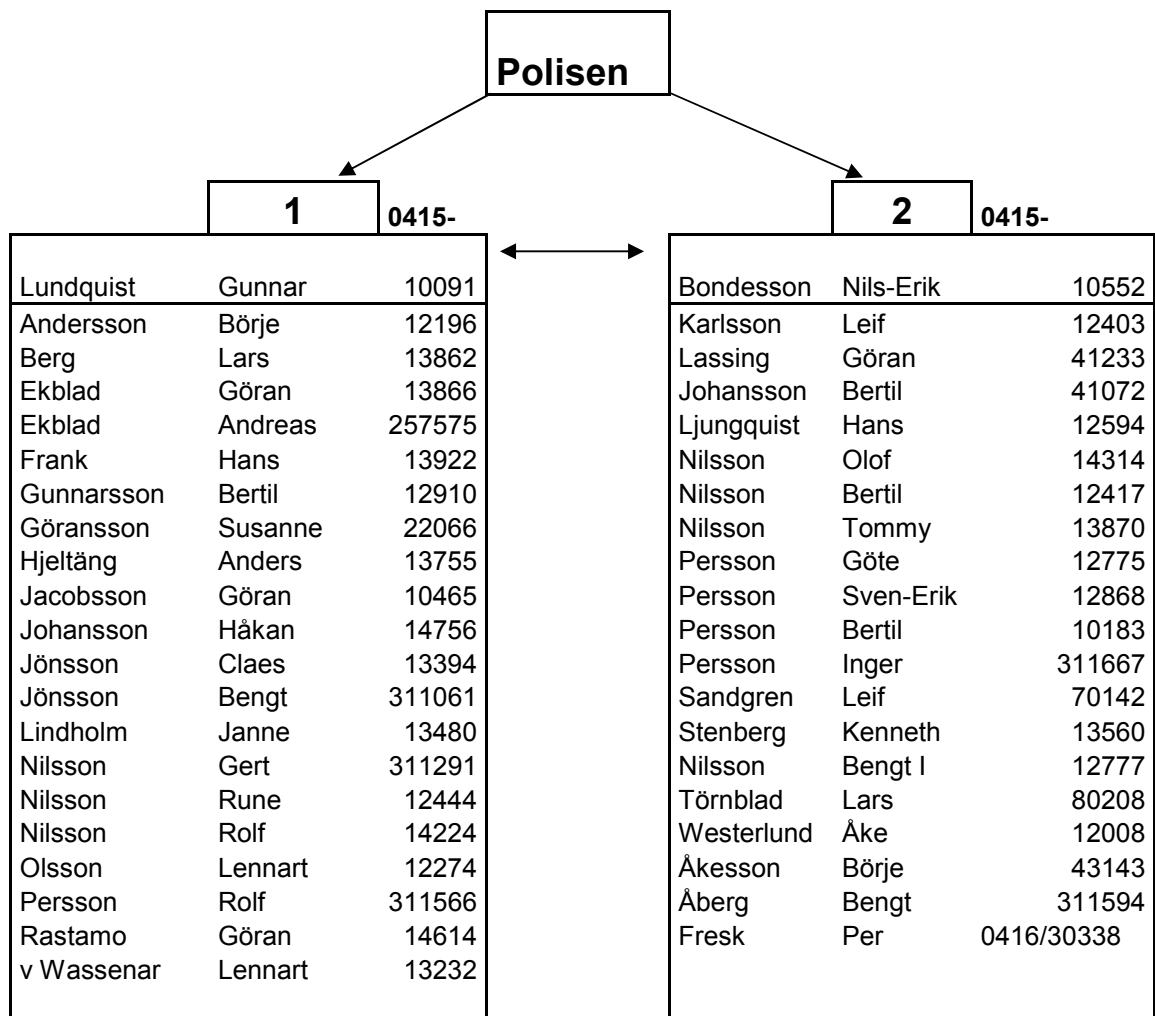 Polisen
1 0415-
Lundquist Gunnar 10091
Andersson Börje 12196
Berg Lars 13862
Ekblad Göran 13866
Ekblad Andreas 257575
Frank Hans 13922
Gunnarsson Bertil 12910
Göransson Susanne 22066
Hjeltäng Anders 13755
Jacobsson Göran 10465
Johansson Håkan 14756
Jönsson Claes 13394
Jönsson Bengt 311061
Lindholm Janne 13480
Nilsson Gert 311291
Nilsson Rune 12444
Nilsson Rolf 14224
Olsson Lennart 12274
Persson Rolf 311566
Rastamo Göran 14614
v Wassenar Lennart 13232
2 0415-
Bondesson Nils-Erik 10552
Karlsson Leif 12403
Lassing Göran 41233
Johansson Bertil 41072
Ljungquist Hans 12594
Nilsson Olof 14314
Nilsson Bertil 12417
Nilsson Tommy 13870
Persson Göte 12775
Persson Sven-Erik 12868
Persson Bertil 10183
Persson Inger 311667
Sandgren Leif 70142
Stenberg Kenneth 13560
Nilsson Bengt I 12777
Törnblad Lars 80208
Westerlund Åke 12008
Åkesson Börje 43143
Åberg Bengt 311594
Fresk Per 0416/30338